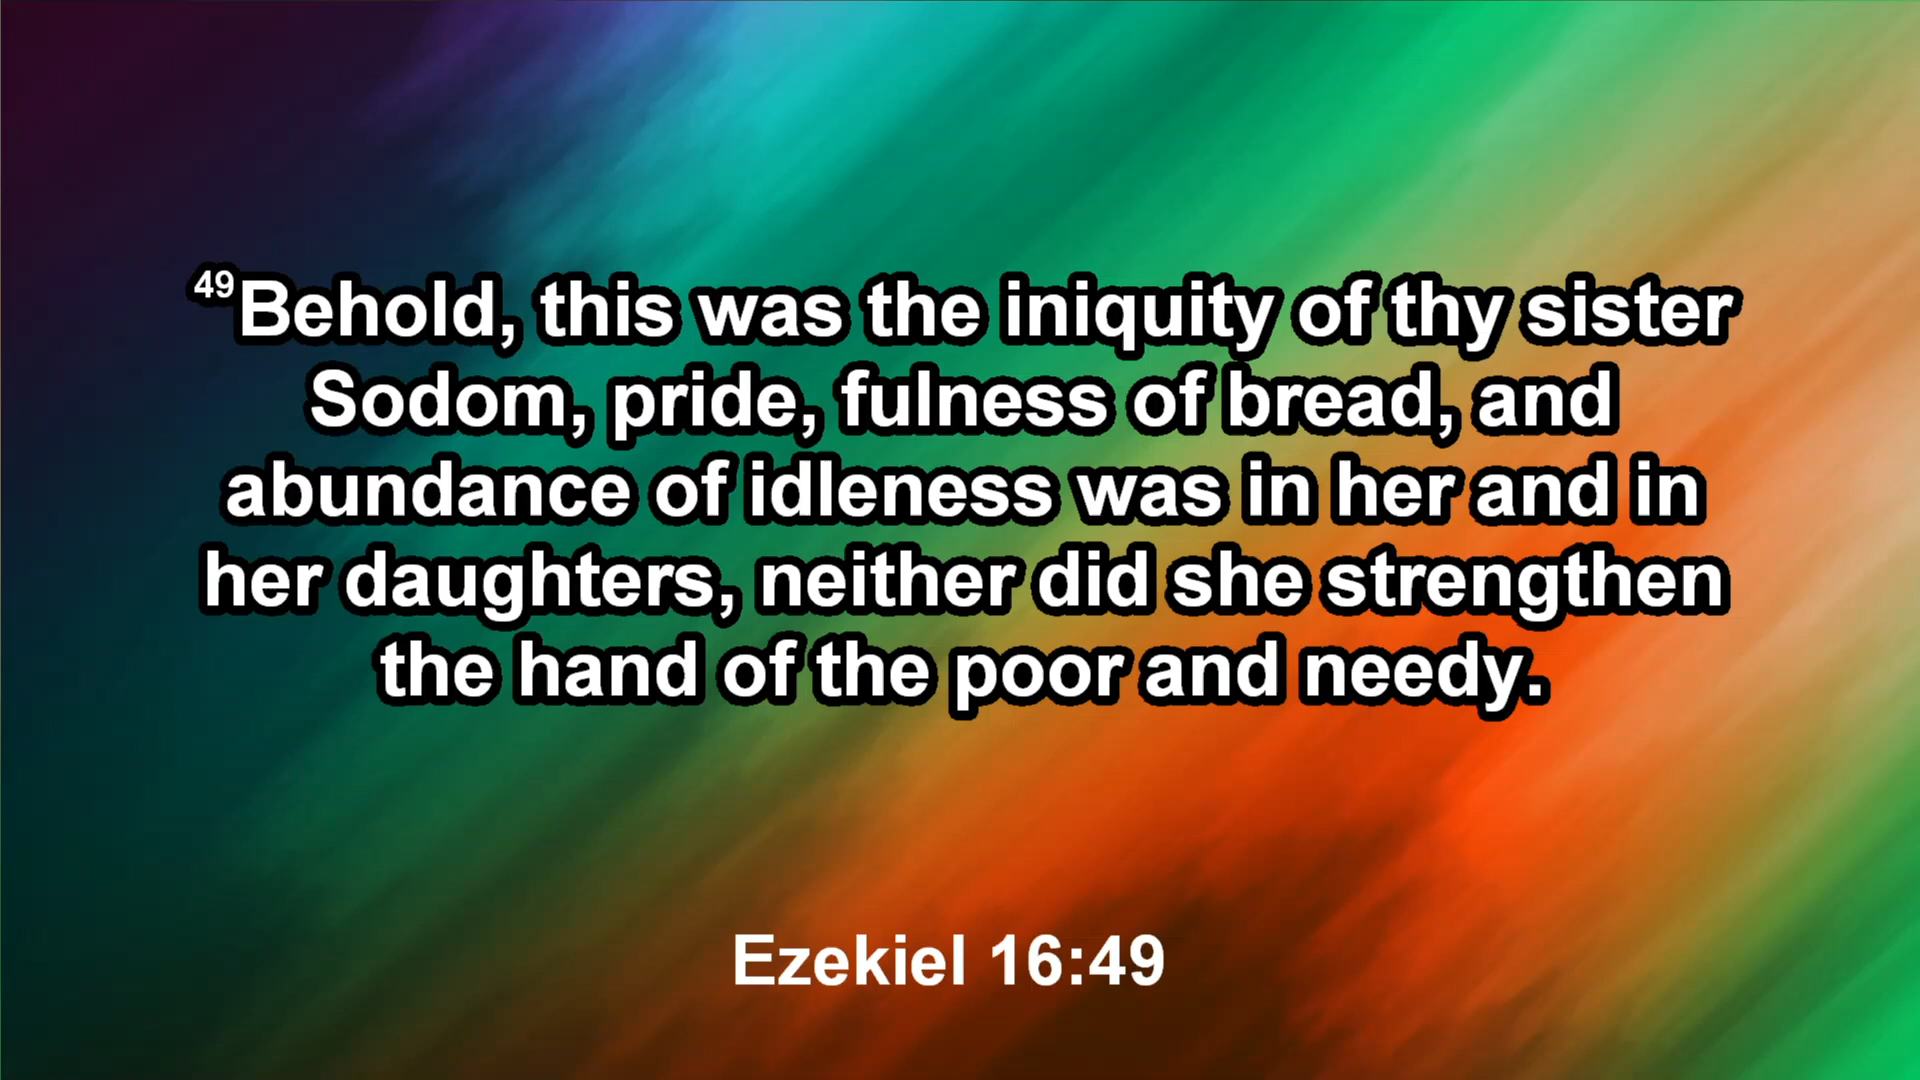 49Behold, this was the iniquity of thy sister
Sodom, pride, fulness of bread, and
abundance of idleness was in her and in
her daughters, neither did she strengthen
the hand of the poor and needy.
Ezekiel 16:49